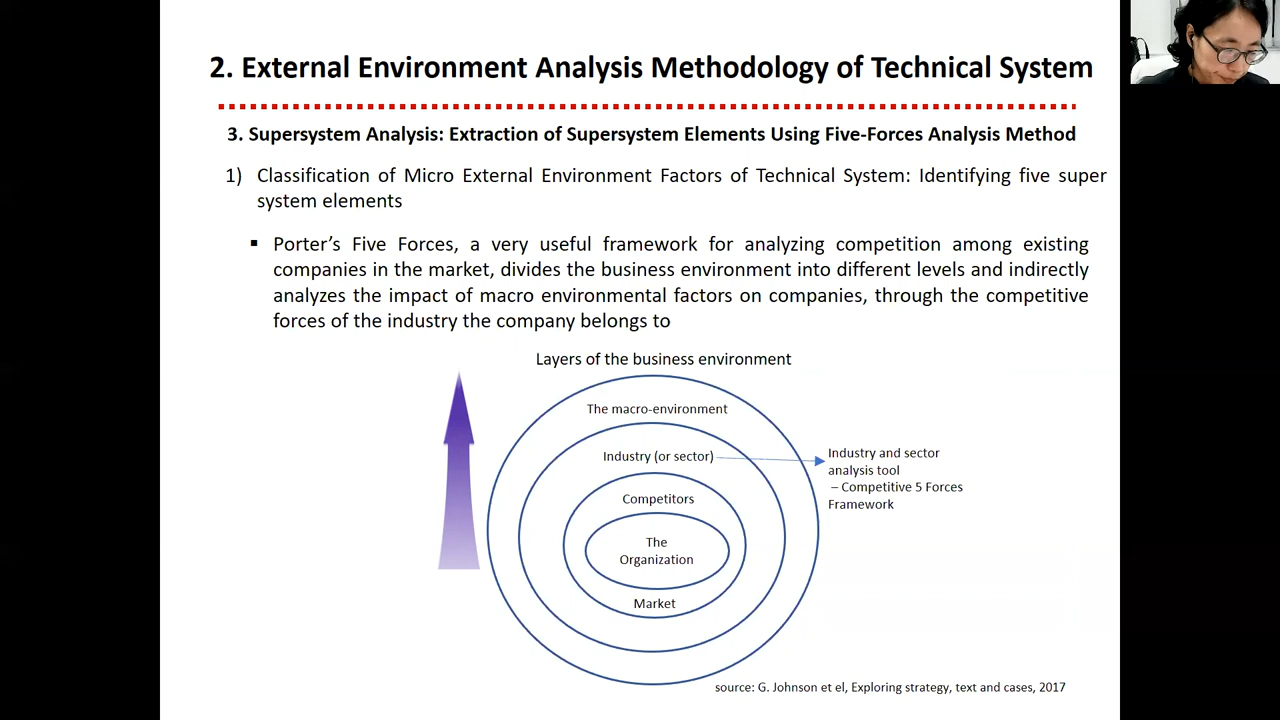 2. External Environment Analysis Methodology of Technical System
3. Supersystem Analysis: Extraction of Supersystem Elements Using Five-Forces Analysis Method
1) Classification of Micro External Environment Factors of Technical System: Identifying five super
system elements
▪ Porter’s Five Forces, a very useful framework for analyzing competition among existing
companies in the market, divides the business environment into different levels and indirectly
analyzes the impact of macro environmental factors on companies, through the competitive
forces of the industry the company belongs to
Layers of the business environment
The macro-environment
Industry (or sector)
Industry and sector
analysis tool
– Competitive 5 Forces
Framework
Competitors
The
Organization
Market
source: G. Johnson et el, Exploring strategy, text and cases, 2017